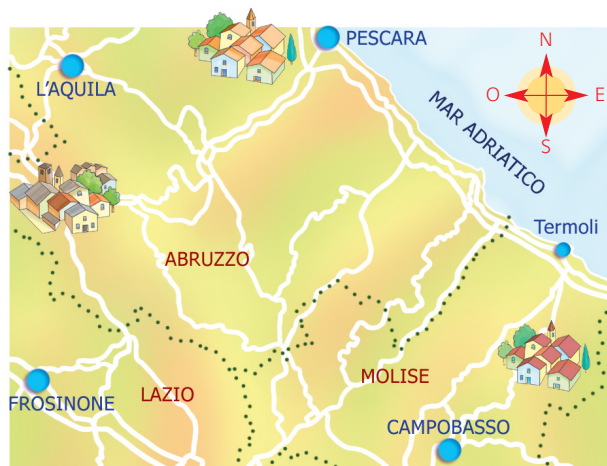 PESCARA
L'AQUILA
N
O
E
S
MAR ADRIATICO
Termoli
ABRUZZO
MOLISE
LAZIO
FROSINONE
CAMPOBASSO